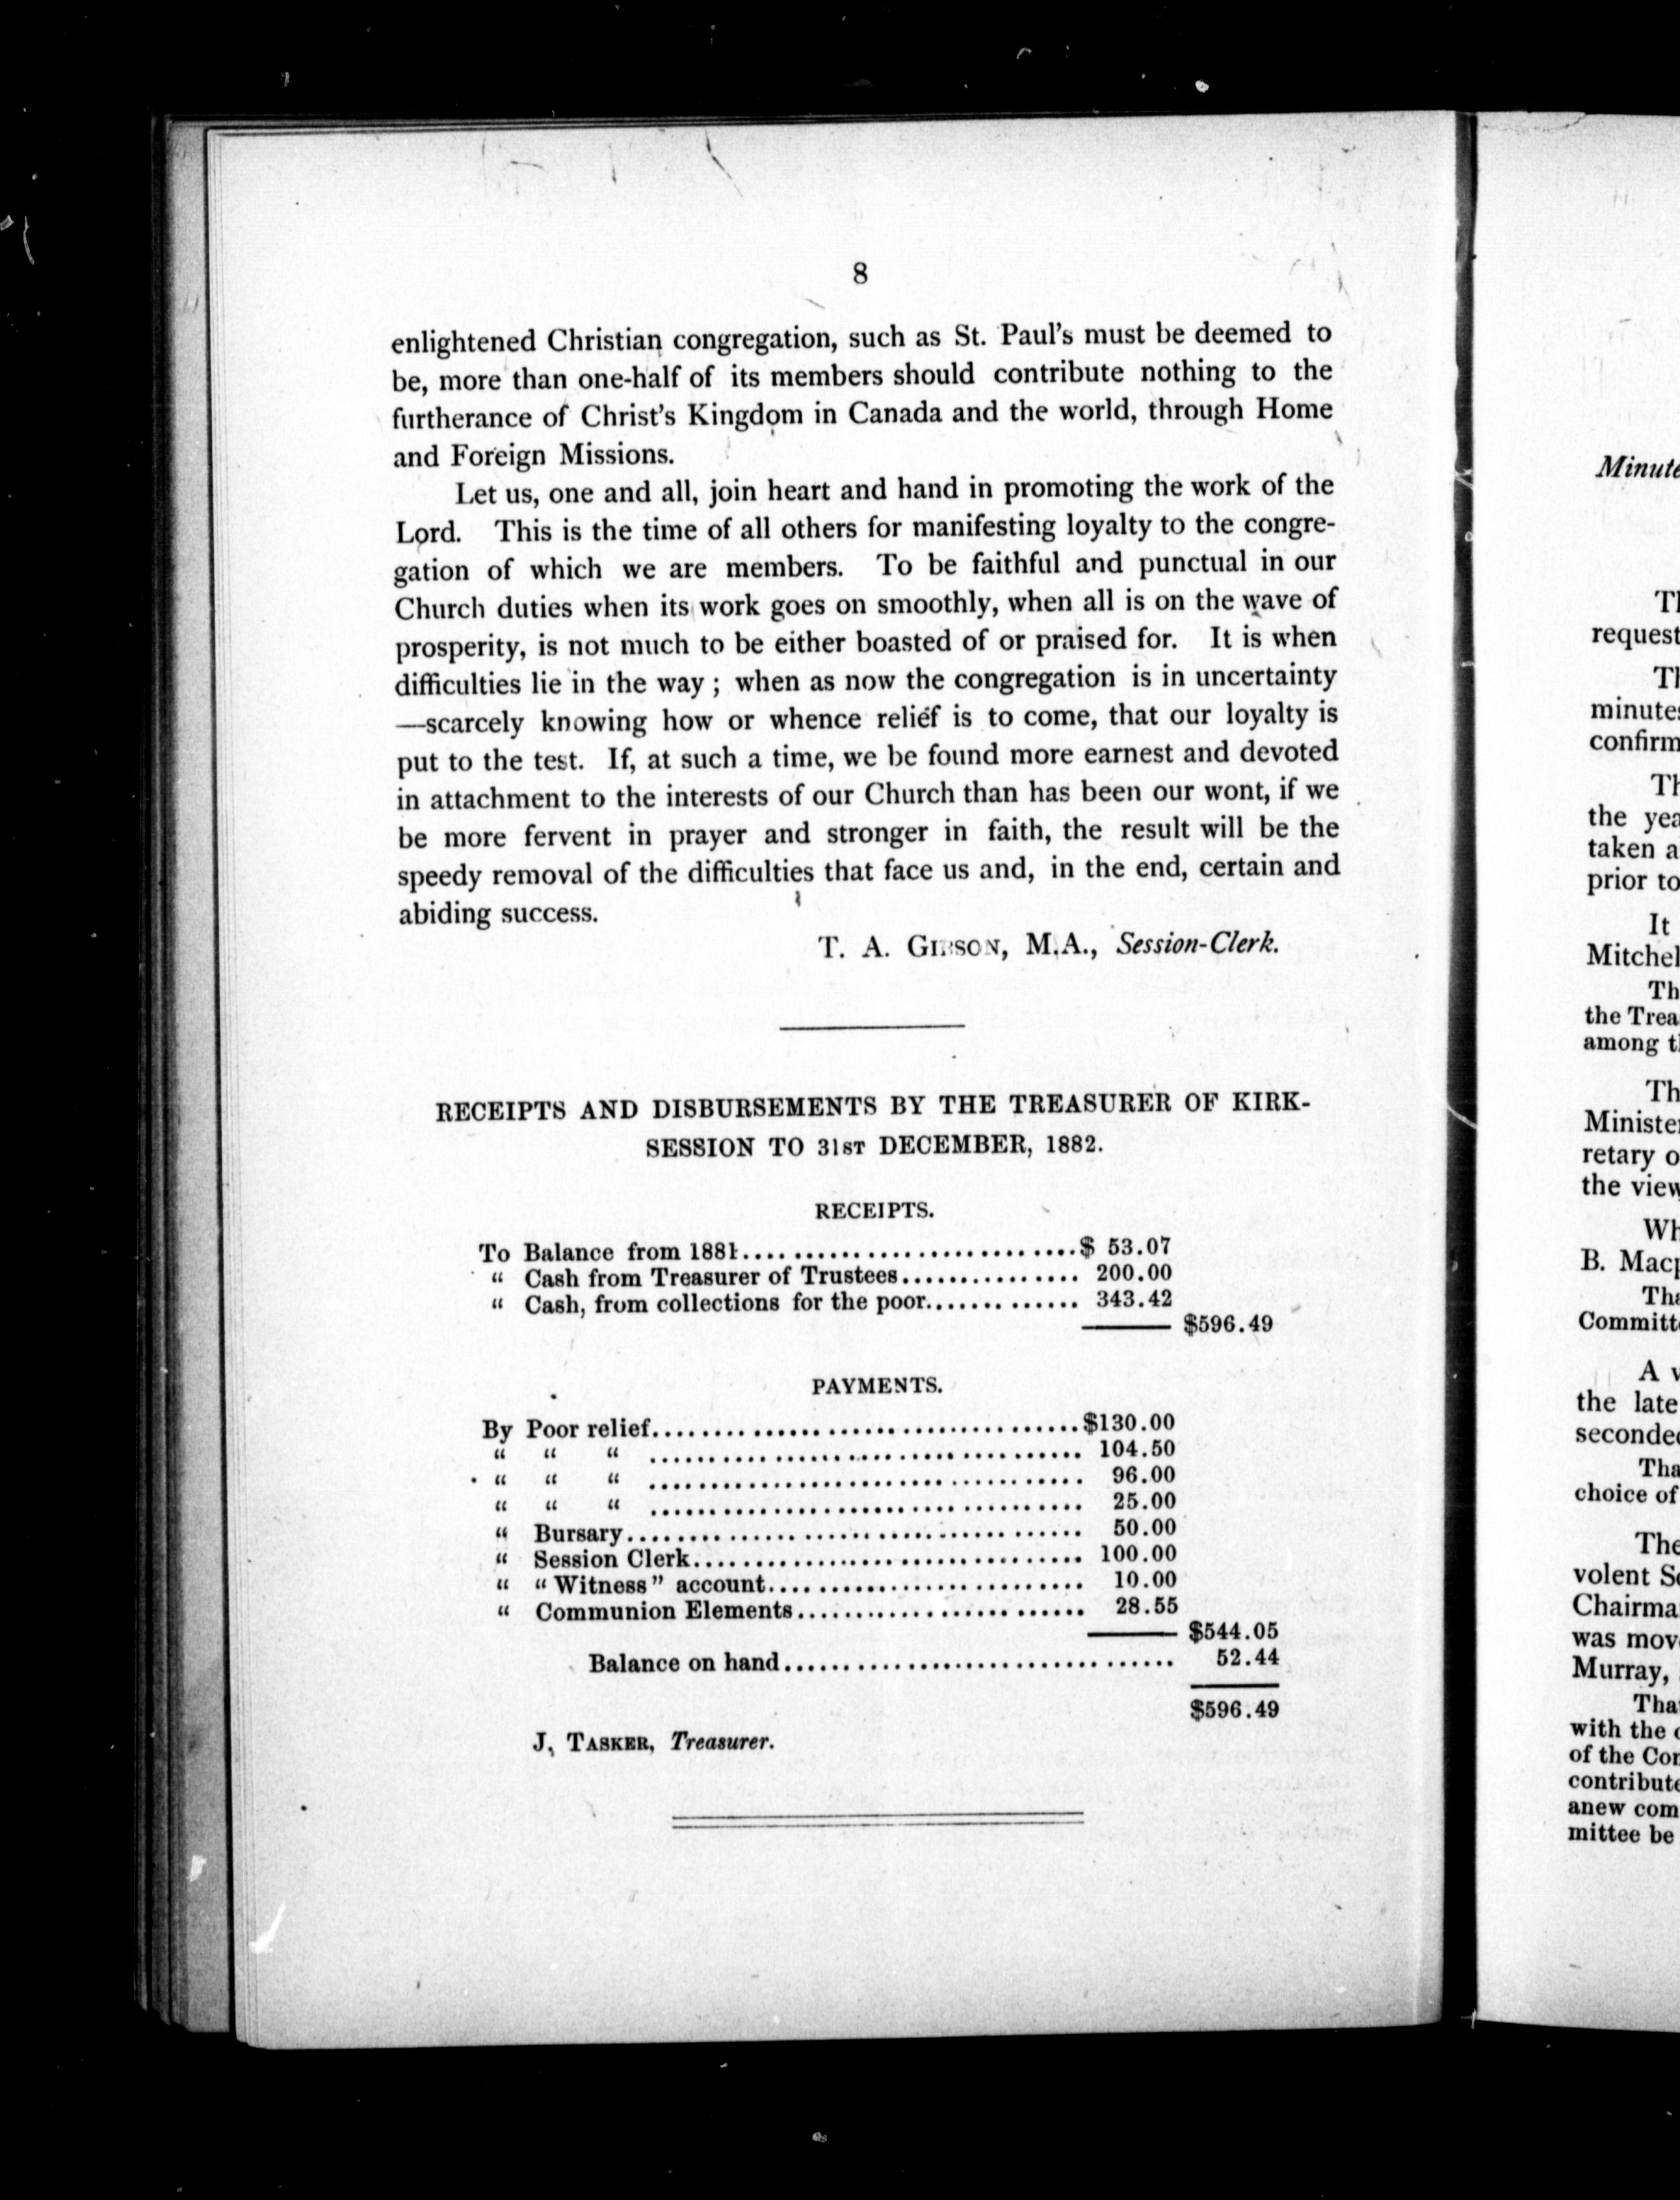 8
enlightened Christian congregation, such as St. Paul's must be deemed to
be, more than one-half of its members should contribute nothing to the
furtherance of Christ's Kingdom in Canada and the world, through Home
and Foreign Missions.
Let us, one and all, join heart and hand in promoting the work of the
Lord. This is the time of all others for manifesting loyalty to the congre-
gation of which we are members. To be faithful and punctual in our
Church duties when its work goes on smoothly, when all is on the wave of
prosperity, is not much to be either boasted of or praised for. It is when
difficulties lie in the way ; when as now the congregation is in uncertainty
—scarcely knowing how or whence relief is to come, that our loyalty is
put to the test. If, at such a time, we be found more earnest and devoted
in attachment to the interests of our Church than has been our wont, if we
be more fervent in prayer and stronger in faith, the result will be the
speedy removal of the difficulties that face us and, in the end, certain and
abiding success.
T. A. GIBSON, M.A., Session-Clerk.
RECEIPTS AND DISBURSEMENTS BY THE TREASURER OF KIRK-
SESSION TO 31ST DECEMBER, 1882.
RECEIPTS.
To Balance from 1881.................................$ 53.07
" Cash from Treasurer of Trustees............... 200.00
" Cash, from collections for the poor............. 343.42
$596.49
PAYMENTS.
By Poor relief....................................$130.00
" " " .................................... 104.50
" " " .................................... 96.00
" " " .................................... 25.00
" Bursary...................................... 50.00
" Session Clerk................................ 100.00
" "Witness" account.......................... 10.00
" Communion Elements........................ 28.55
$544.05
Balance on hand................................. 52.44
$596.49
J. TASKER, Treasurer.
Minute
request
minutes
confirm
the yea
taken a
prior to
It
Mitchel
the Trea
among t
Minister
retary o
the view
B. Macp
Committe
A
the late
seconded
choice of
The
volent S
Chairma
was mov
Murray,
That
with the
of the Con
contribute
anew com
mittee be